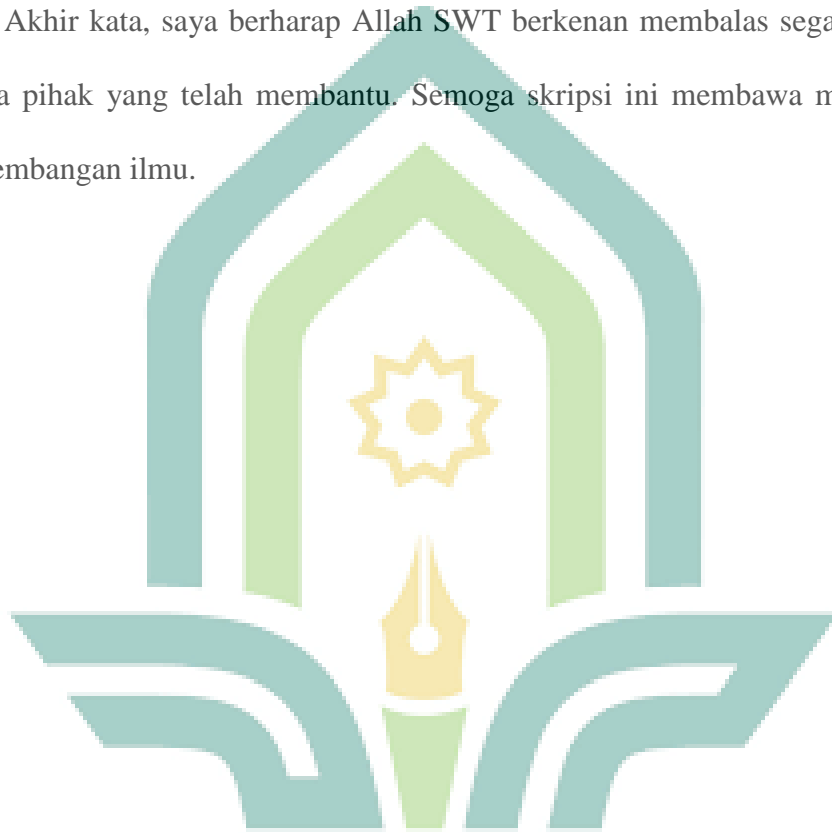 Akhir kata, saya berharap Allah SWT berkenan membalas sega
a pihak yang telah membantu. Semoga skripsi ini membawa m
embangan ilmu.